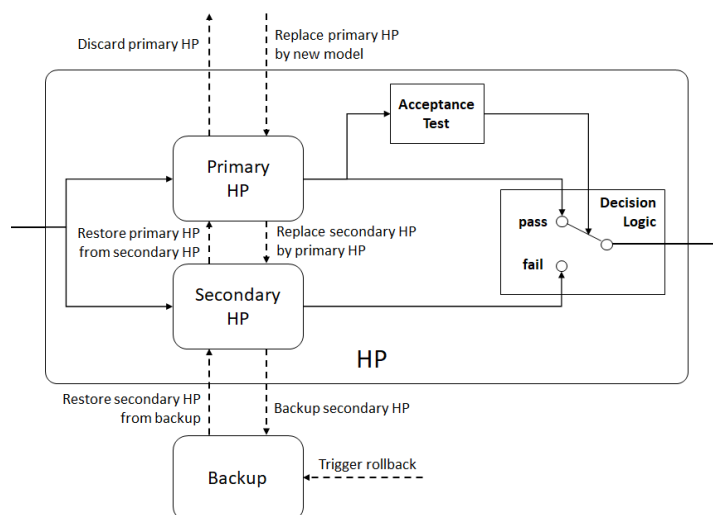 Discard primary HP
Replace primary HP
by new model
Acceptance
Test
Primary
HP
Decision
Logic
pass
Restore primary HP
from secondary HP
Replace secondary HP
by primary HP
fail
Secondary
HP
HP
Restore secondary HP
from backup
Backup secondary HP
Backup
Trigger rollback